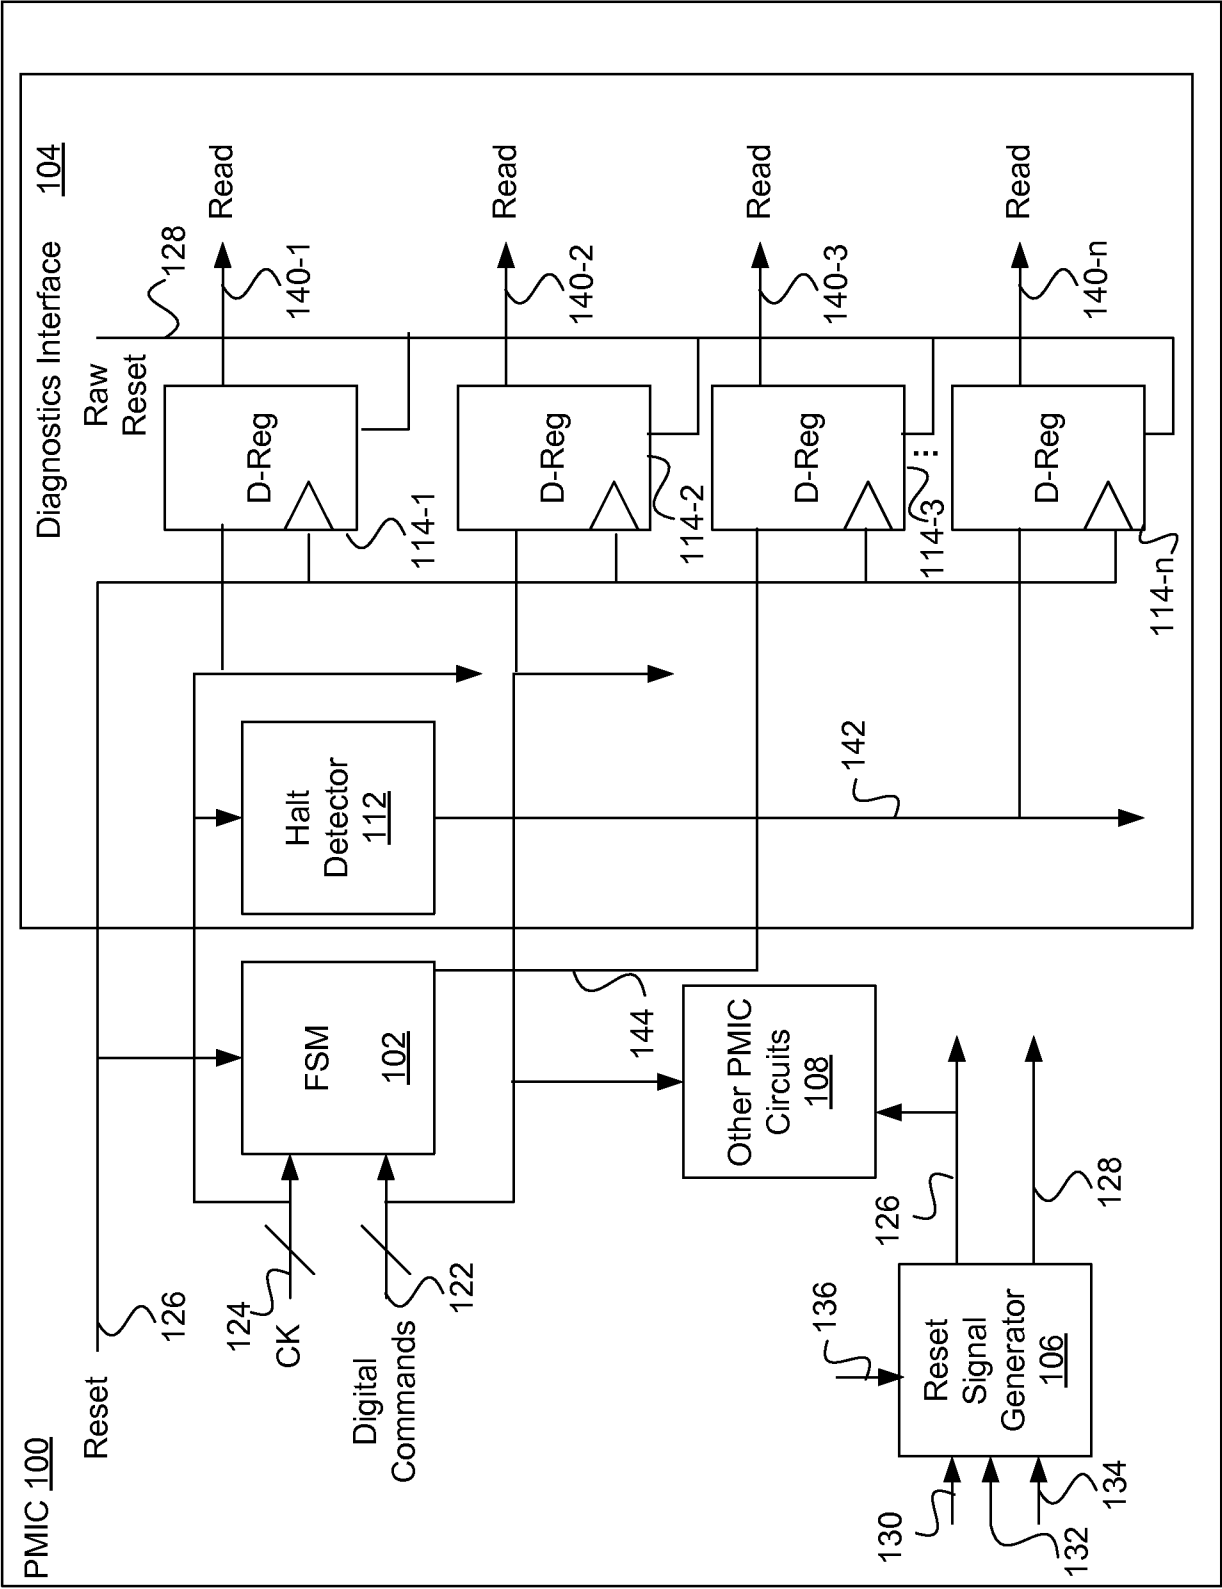 PMIC 100
Reset
126
124
CK
Digital
Commands
122
FSM
102
144
Other PMIC
Circuits
108
136
Reset
Signal
Generator
106
130
132
134
126
128
Diagnostics Interface
104
Raw
Reset
128
Halt
Detector
112
142
D-Reg
114-1
140-1
Read
D-Reg
114-2
140-2
Read
D-Reg
114-3
140-3
Read
...
D-Reg
114-n
140-n
Read